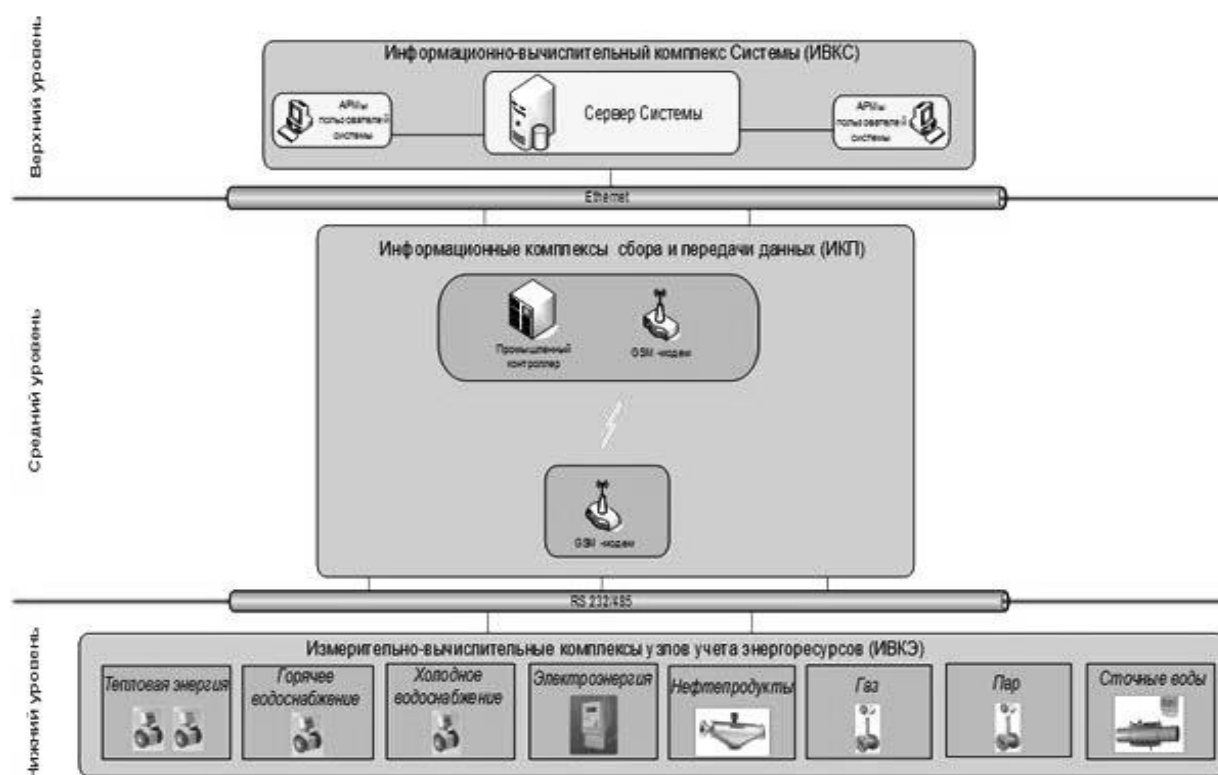 Верхний уровень
Информационно-вычислительный комплекс Системы (ИВКС)
АРМы
пользователей
системы
Сервер Системы
АРМы
пользователей
системы
Ethernet
Средний уровень
Информационные комплексы сбора и передачи данных (ИКП)
Промышленный
контроллер
GSM -модем
GSM -модем
RS 232/485
Нижний уровень
Измерительно-вычислительные комплексы узлов учета энергоресурсов (ИВКЭ)
Тепловая энергия
Горячее
водоснабжение
Холодное
водоснабжение
Электроэнергия
Нефтепродукты
Газ
Пар
Сточные воды